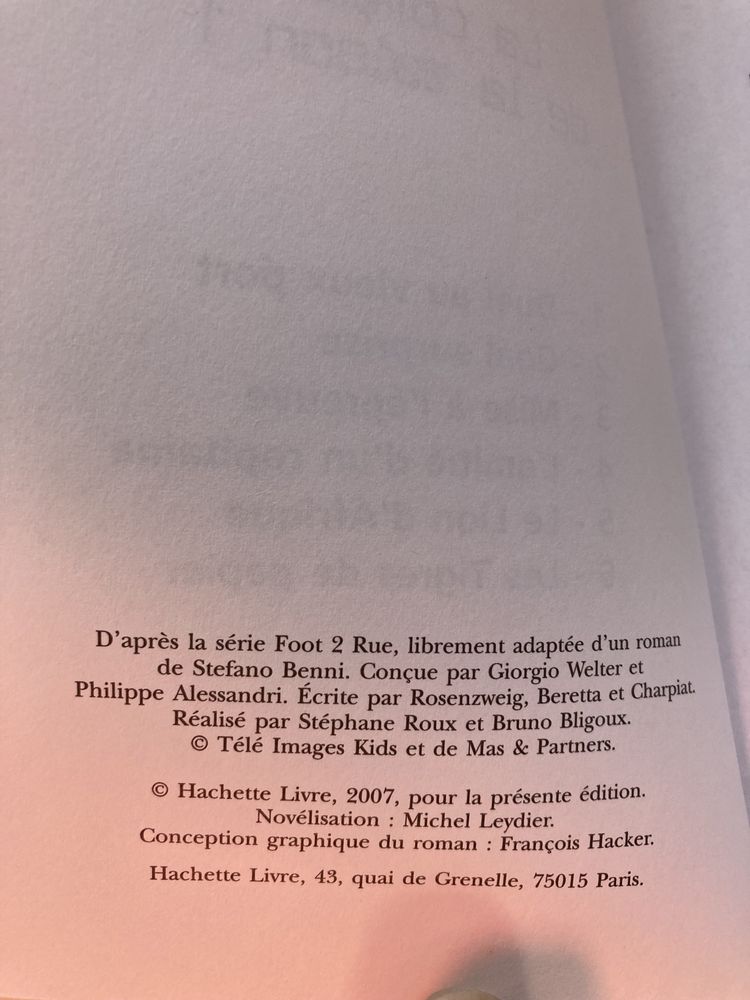 D'après la série Foot 2 Rue, librement adaptée d'un roman
de Stefano Benni. Conçue par Giorgio Welter et
Philippe Alessandri. Écrite par Rosenzweig, Beretta et Charpiat.
Réalisé par Stéphane Roux et Bruno Bligoux.
© Télé Images Kids et de Mas & Partners.
© Hachette Livre, 2007, pour la présente édition.
Novélisation : Michel Leydier.
Conception graphique du roman : François Hacker.
Hachette Livre, 43, quai de Grenelle, 75015 Paris.